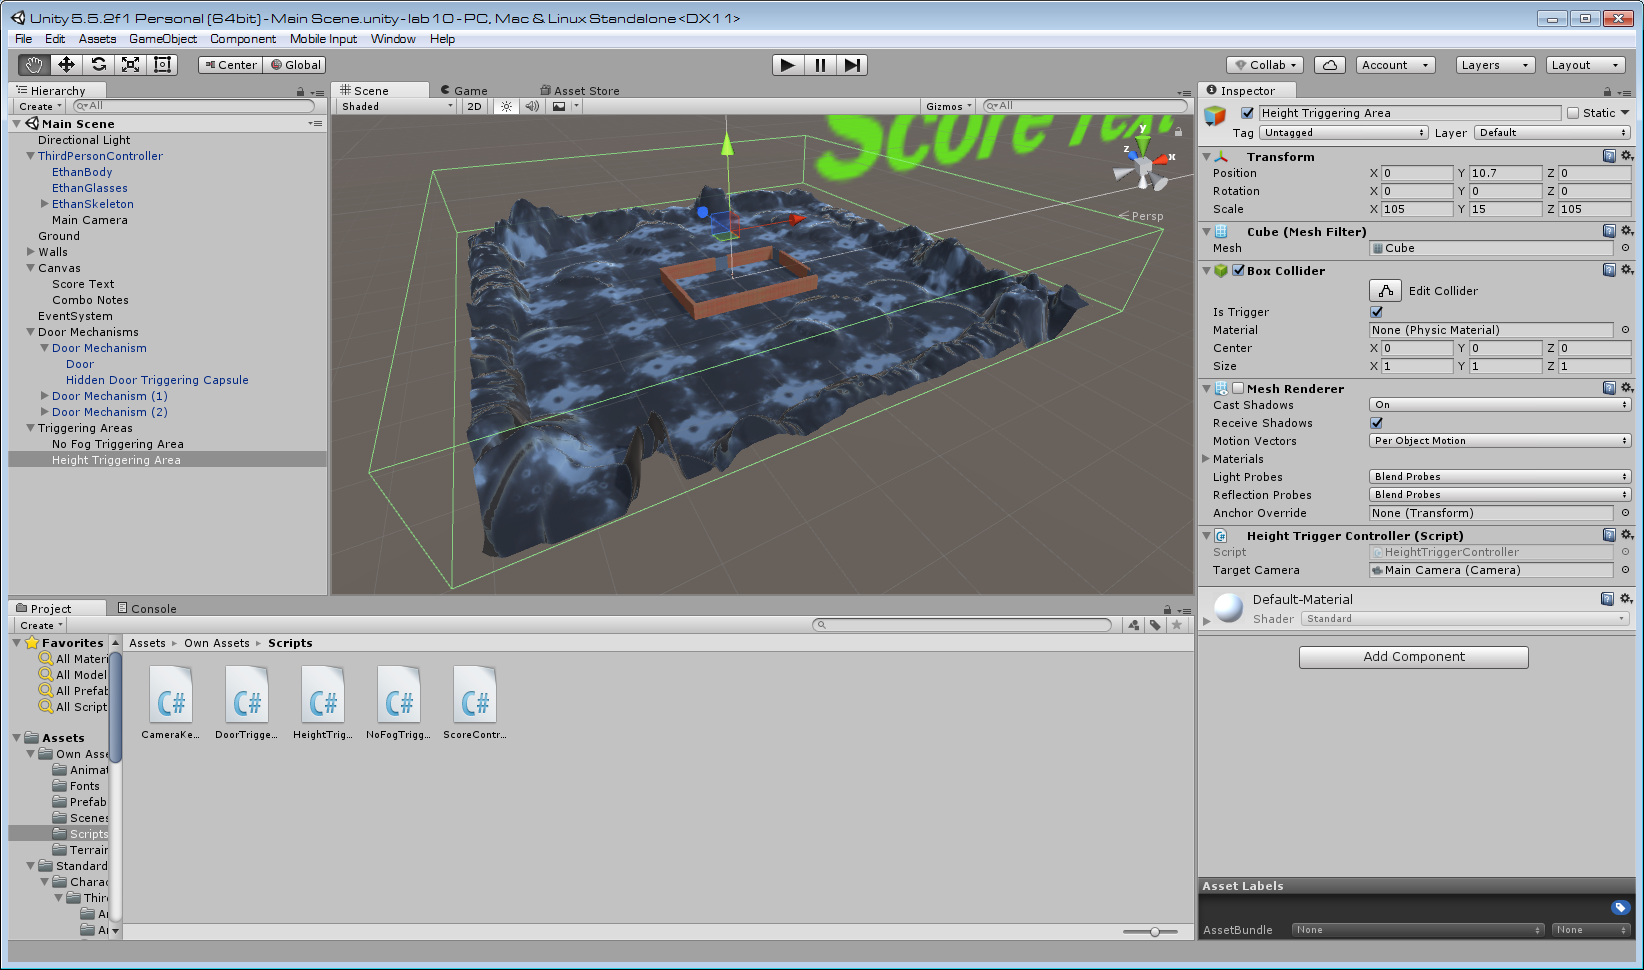 Unity 5.5.2f1 Personal (64bit) - Main Scene.unity - lab10 - PC, Mac & Linux Standalone <DX11>
File Edit Assets GameObject Component Mobile Input Window Help
Center Global Collab Account Layers Layout
Hierarchy
Create All
Main Scene
Directional Light
ThirdPersonController
EthanBody
EthanGlasses
EthanSkeleton
Main Camera
Ground
Walls
Canvas
Score Text
Combo Notes
EventSystem
Door Mechanisms
Door Mechanism
Door
Hidden Door Triggering Capsule
Door Mechanism (1)
Door Mechanism (2)
Triggering Areas
No Fog Triggering Area
Height Triggering Area
Scene Game Asset Store
Shaded 2D Gizmos All
Score Text
y
z
x
Persp
Inspector
Height Triggering Area Static
Tag Untagged Layer Default
Transform
Position X 0 Y 10.7 Z 0
Rotation X 0 Y 0 Z 0
Scale X 105 Y 15 Z 105
Cube (Mesh Filter)
Mesh Cube
Box Collider
Edit Collider
Is Trigger
Material None (Physic Material)
Center X 0 Y 0 Z 0
Size X 1 Y 1 Z 1
Mesh Renderer
Cast Shadows On
Receive Shadows
Motion Vectors Per Object Motion
Materials
Light Probes Blend Probes
Reflection Probes Blend Probes
Anchor Override None (Transform)
Height Trigger Controller (Script)
Script HeightTriggerController
Target Camera Main Camera (Camera)
Default-Material
Shader Standard
Add Component
Asset Labels
AssetBundle None None
Project Console
Create
Favorites
All Materi
All Model
All Prefab
All Script
Assets
Own Asse
Animat
Fonts
Prefab
Scenes
Scripts
Terrair
Standard
Charac
Thir
Ar
Ar
Assets ▸ Own Assets ▸ Scripts
C# C# C# C# C#
CameraKe... DoorTrigge... HeightTrig... NoFogTrigg... ScoreContr...